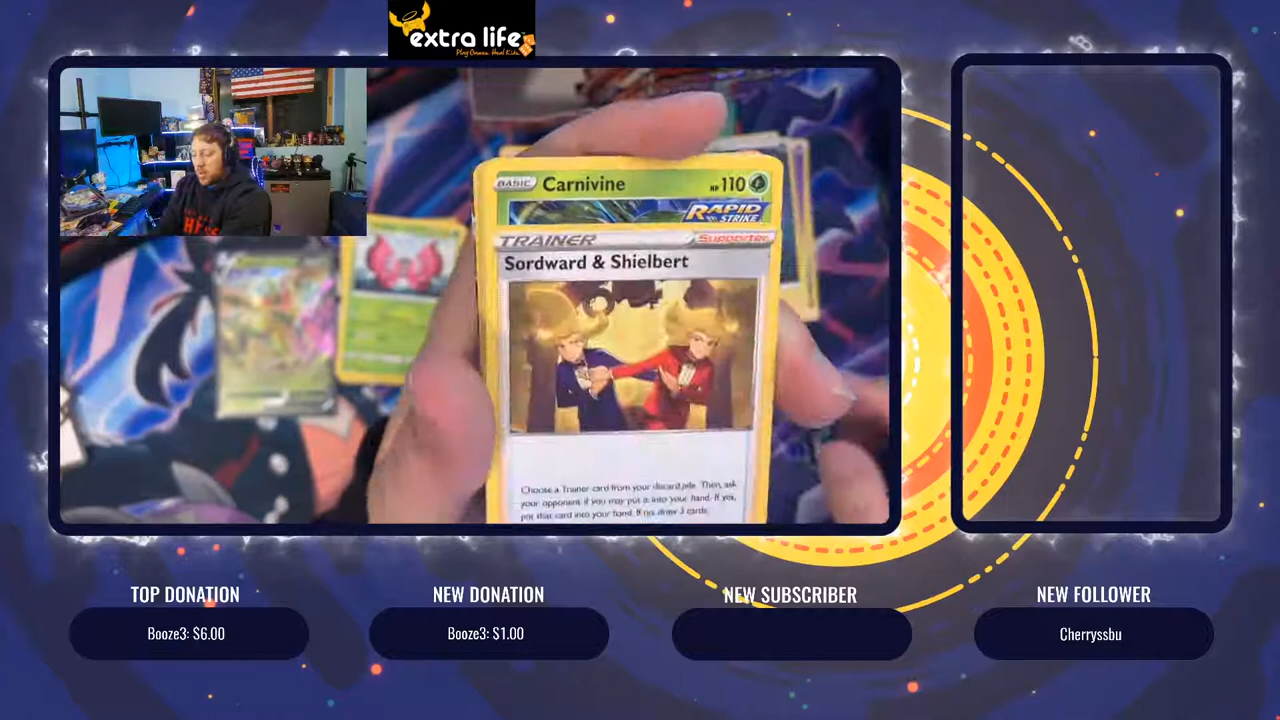 extra life
Play Games. Heal Kids.
BASIC Carnivine HP 110
RAPID
STRIKE
TRAINER Supporter
Sordward & Shielbert
Choose a Trainer card from your discard pile. Then, ask
your opponent if you may put it into your hand. If yes,
put that card into your hand. If no, draw 3 cards.
TOP DONATION
Booze3: $6.00
NEW DONATION
Booze3: $1.00
NEW SUBSCRIBER
NEW FOLLOWER
Cherryssbu